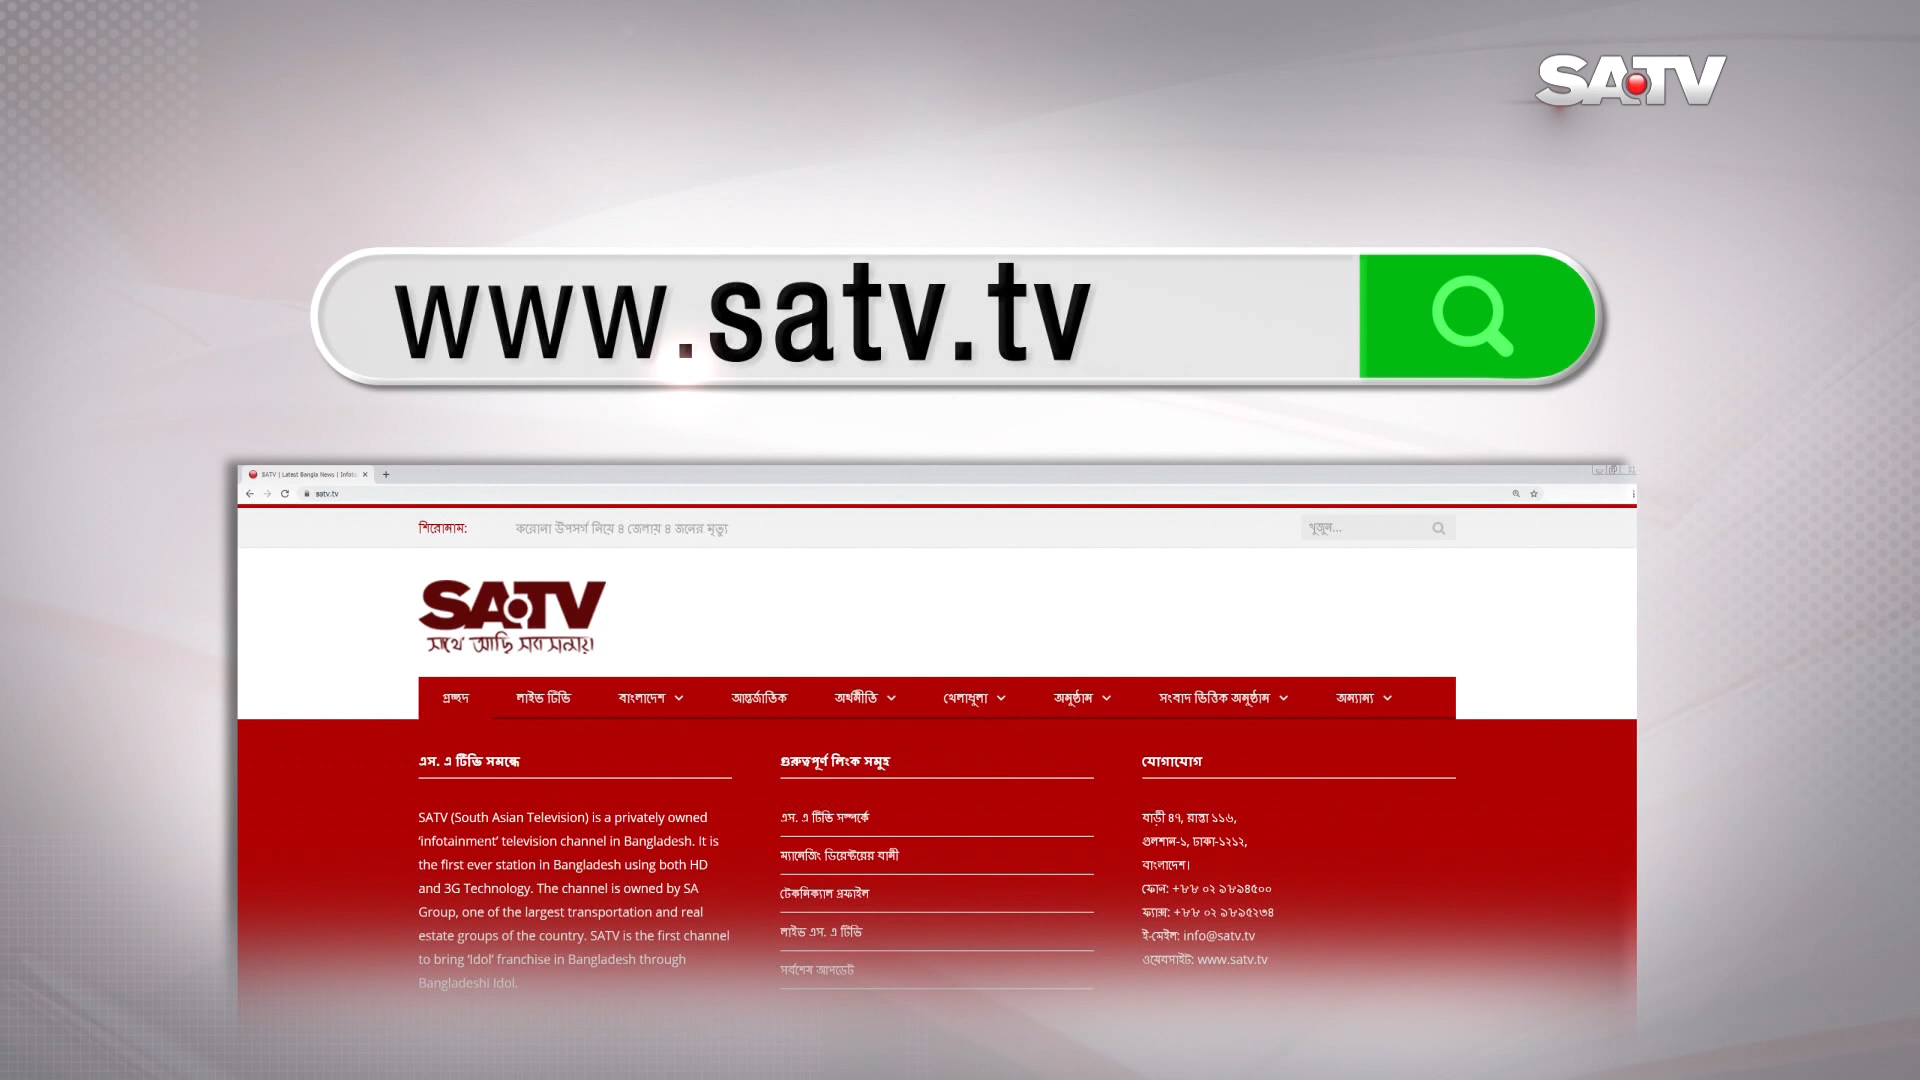 SATV
www.satv.tv
SATV | Latest Bangla News | Infota
satv.tv
শিরোনাম:
করোনা উপসর্গ নিয়ে ৪ জেলায় ৪ জনের মৃত্যু
খুজুন...
SATV
সাথে আছি সব সময়।
প্রচ্ছদ
লাইভ টিভি
বাংলাদেশ
আন্তর্জাতিক
অর্থনীতি
খেলাধুলা
অনুষ্ঠান
সংবাদ ভিত্তিক অনুষ্ঠান
অন্যান্য
এস. এ টিভি সমন্ধে
SATV (South Asian Television) is a privately owned
‘infotainment’ television channel in Bangladesh. It is
the first ever station in Bangladesh using both HD
and 3G Technology. The channel is owned by SA
Group, one of the largest transportation and real
estate groups of the country. SATV is the first channel
to bring ‘Idol’ franchise in Bangladesh through
Bangladeshi Idol.
গুরুত্বপূর্ণ লিংক সমূহ
এস. এ টিভি সম্পর্কে
ম্যানেজিং ডিরেক্টরের বানী
টেকনিক্যাল প্রফাইল
লাইভ এস. এ টিভি
সর্বশেষ আপডেট
যোগাযোগ
বাড়ী ৪৭, রাস্তা ১১৬,
গুলশান-১, ঢাকা-১২১২,
বাংলাদেশ।
ফোন: +৮৮ ০২ ৯৮৯৪৫০০
ফ্যাক্স: +৮৮ ০২ ৯৮৯৫২৩৪
ই-মেইল: info@satv.tv
ওয়েবসাইট: www.satv.tv